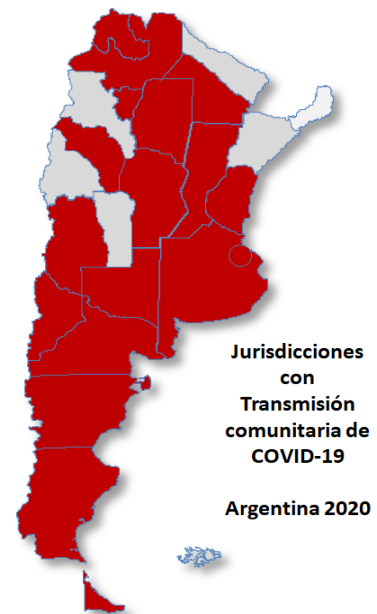 Jurisdicciones
con
Transmisión
comunitaria de
COVID-19
Argentina 2020